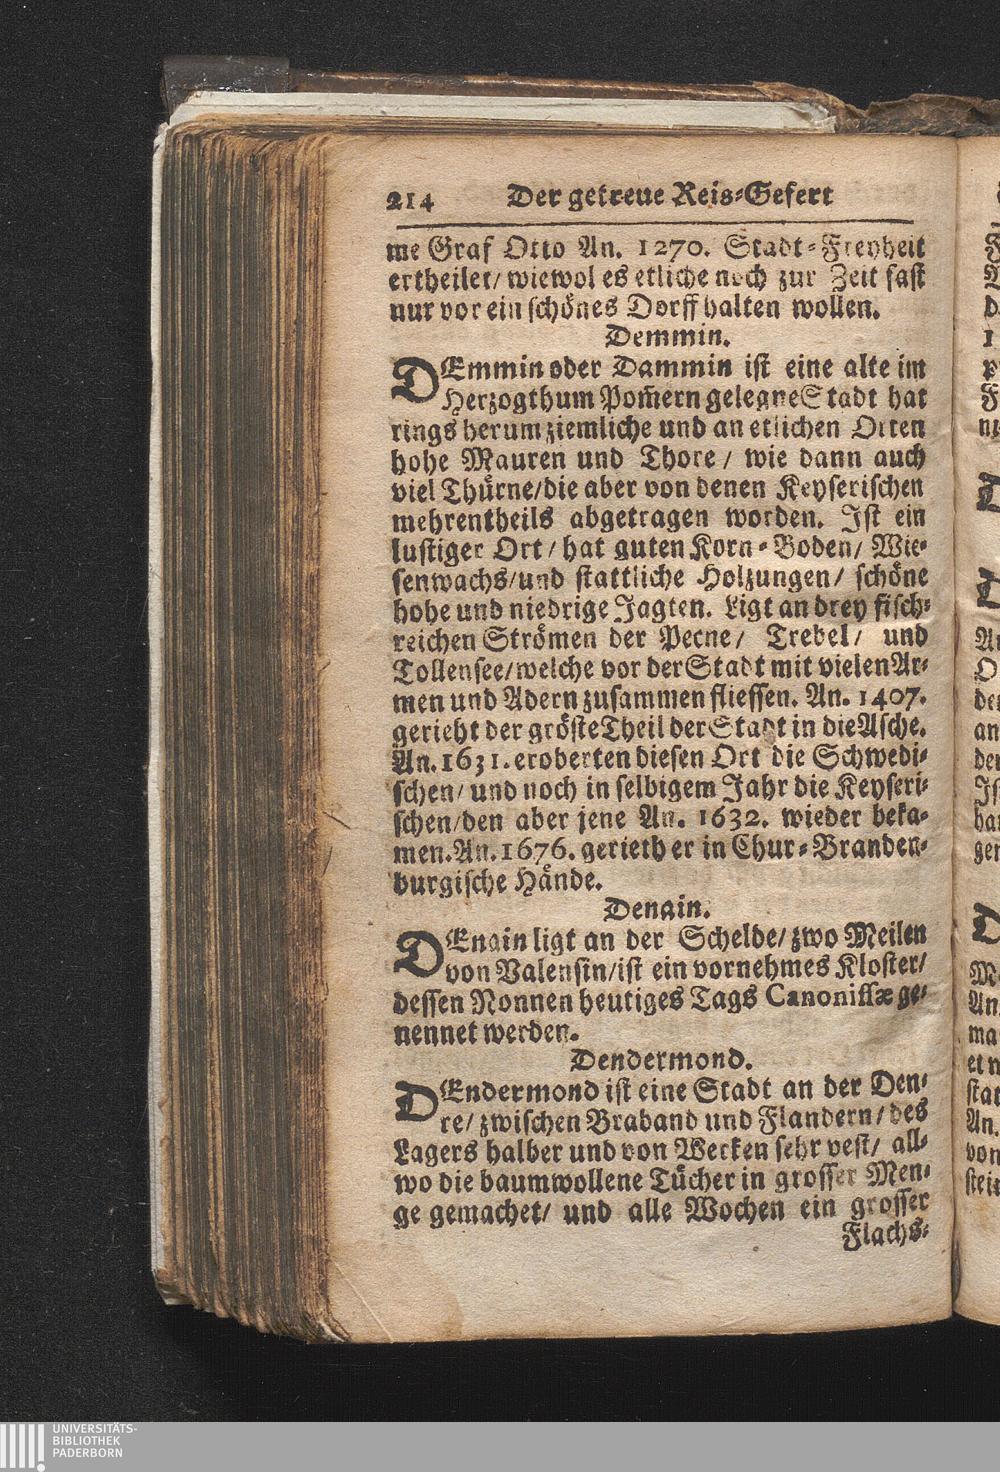 214 Der getreue Reis-Gefert
me Graf Otto An. 1270. Stadt-Freyheit
ertheilet/ wiewol es etliche noch zur Zeit fast
nur vor ein schönes Dorff halten wollen.
Demmin.
DEmmin oder Dammin ist eine alte im
Herzogthum Pom̃ern gelegne Stadt hat
rings herum ziemliche und an etlichen Orten
hohe Mauren und Thore/ wie dann auch
viel Thürne/die aber von denen Keyserischen
mehrentheils abgetragen worden. Ist ein
lustiger Ort/ hat guten Korn-Boden/ Wie-
senwachs/und stattliche Holzungen/ schöne
hohe und niedrige Jagten. Ligt an drey fisch-
reichen Strömen der Peene/ Trebel/ und
Tollensee/welche vor der Stadt mit vielen Ar-
men und Adern zusammen fliessen. An. 1407.
gerieht der gröste Theil der Stadt in die Asche.
An. 1631. eroberten diesen Ort die Schwedi-
schen/ und noch in selbigem Jahr die Keyseri-
schen/den aber jene An. 1632. wieder beka-
men. An. 1676. gerieth er in Chur-Branden-
burgische Hände.
Denain.
DEnain ligt an der Schelde/ zwo Meilen
von Valensin/ist ein vornehmes Kloster/
dessen Nonnen heutiges Tags Canonissæ ge-
nennet werden.
Dendermond.
DEndermond ist eine Stadt an der Den-
re/ zwischen Braband und Flandern/ des
Lagers halber und von Wercken sehr vest/ all-
wo die baumwollene Tücher in grosser Men-
ge gemachet/ und alle Wochen ein grosser
Flachs-
UNIVERSITÄTS-
BIBLIOTHEK
PADERBORN